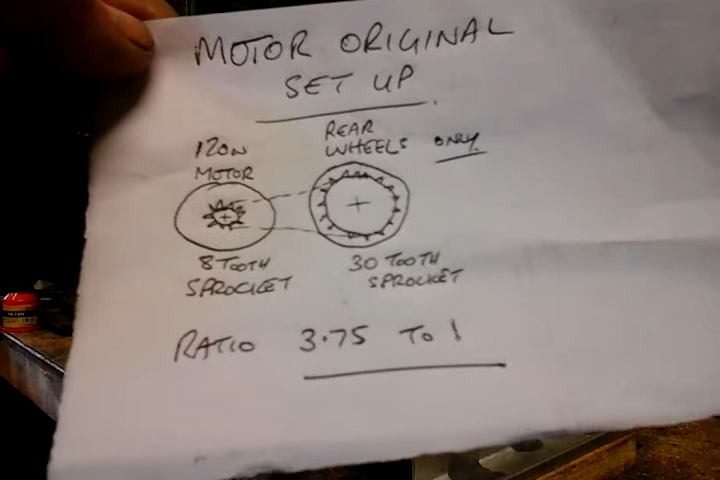 MOTOR ORIGINAL
SET UP
120W
MOTOR
REAR
WHEELS ONLY
8 TOOTH
SPROCKET
30 TOOTH
SPROCKET
RATIO 3.75 TO 1